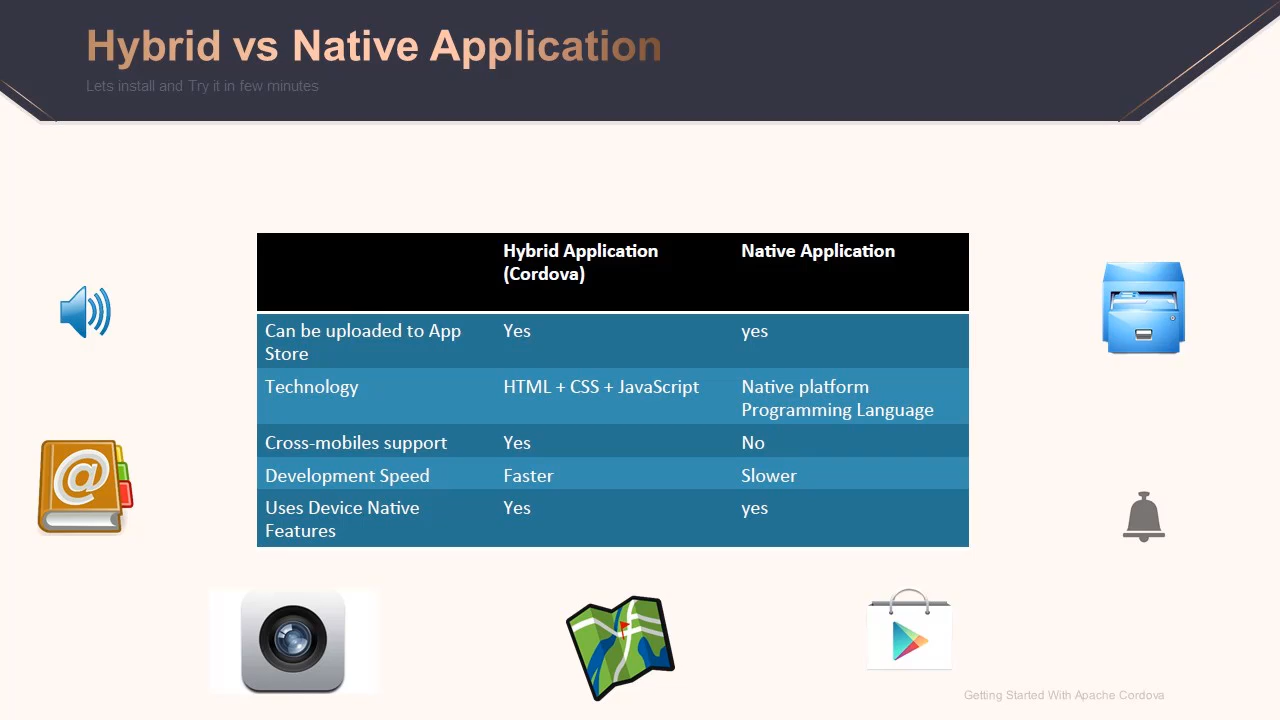 Hybrid vs Native Application
Lets install and Try it in few minutes
Hybrid Application Native Application
(Cordova)
Can be uploaded to App Yes yes
Store
Technology HTML + CSS + JavaScript Native platform
Programming Language
Cross-mobiles support Yes No
Development Speed Faster Slower
Uses Device Native Yes yes
Features
@
Getting Started With Apache Cordova